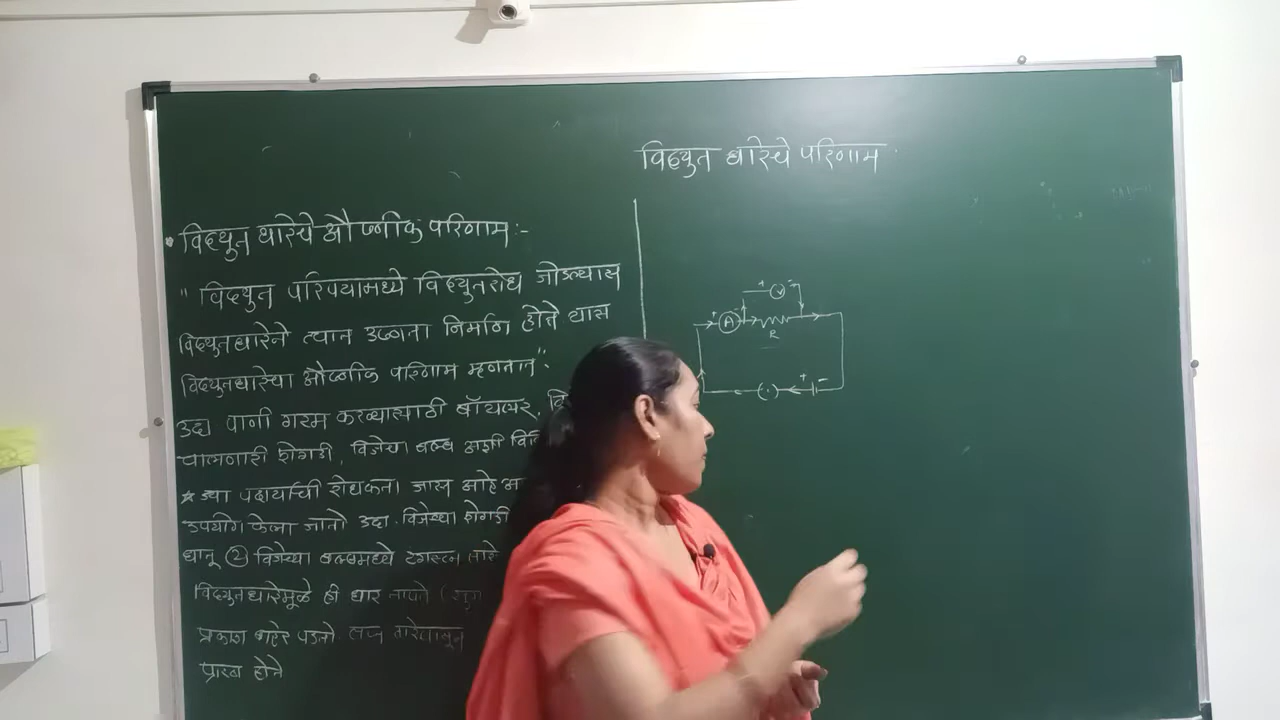 विद्युत धारेचे परिणाम
विद्युत धारेचे औष्णिक परिणाम :-
" विद्युत परिपथामध्ये विद्युतरोध जोडल्यास
विद्युतधारेने त्यान उष्णता निर्माण होते यास
विद्युतधारेचा औष्णिक परिणाम म्हणतात".
उदा पाणी गरम करण्यासाठी बॉयलर,
चालणारी शेगडी, विजेचा बल्ब अशी
* ज्या पदार्थाची रोधकता जास्त आहे
उपयोग केला जातो उदा. विजेच्या शेगडी
धातू ② विजेच्या बल्बमध्ये टंगस्टन
विद्युतधारेमूळे ही तार तापते
प्रकाश बाहेर पडतो. तारेपासून
प्राप्त होते
+ V -
+ A R
+ -